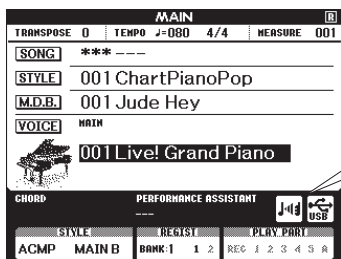 MAIN R
TRANSPOSE 0 TEMPO ♩=080 4/4 MEASURE 001
SONG *** ---
STYLE 001 ChartPianoPop
M.D.B. 001 Jude Hey
VOICE MAIN
001 Live! Grand Piano
CHORD PERFORMANCE ASSISTANT
---
USB
STYLE REGIST PLAY PART
ACMP MAIN B BANK:1 1 2 REC 1 2 3 4 5 A